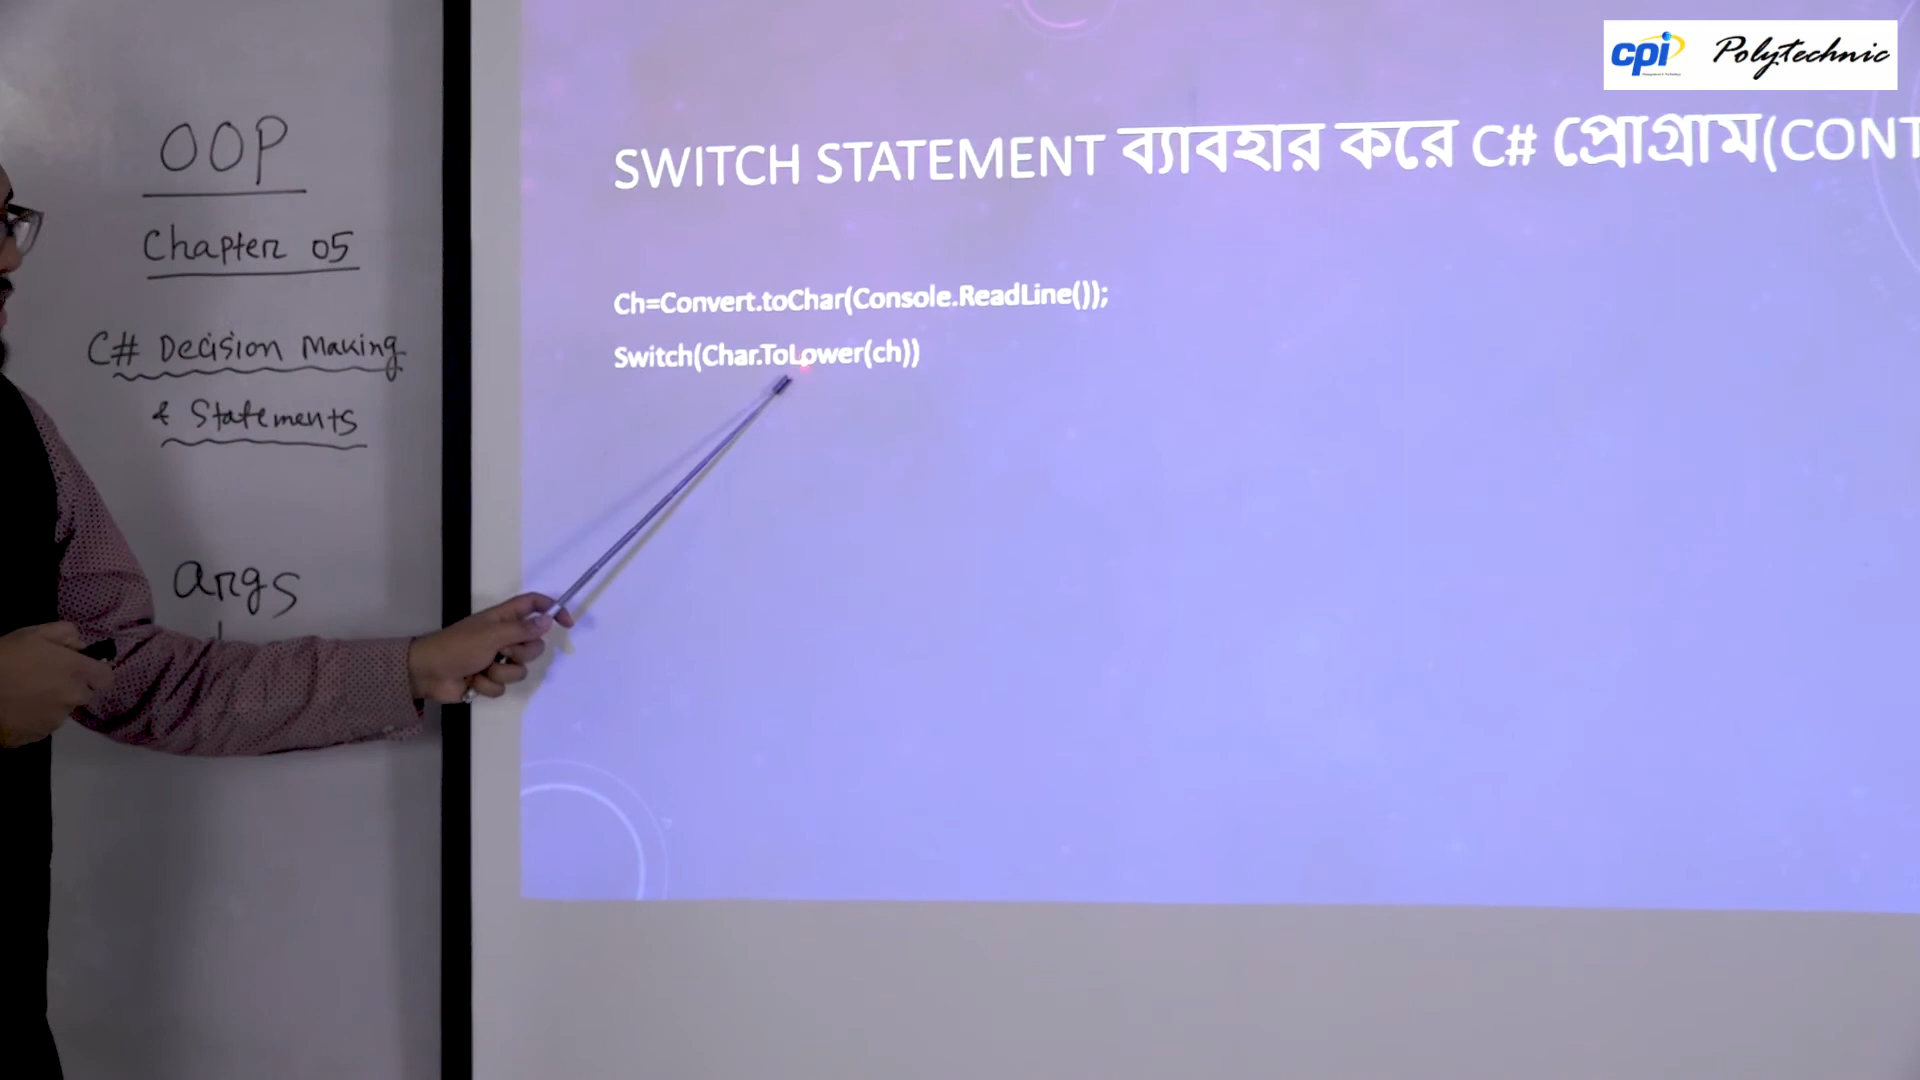 cpi Polytechnic
OOP
Chapter 05
C# Decision Making
& Statements
args
SWITCH STATEMENT ব্যাবহার করে C# প্রোগ্রাম(CONT
Ch=Convert.toChar(Console.ReadLine());
Switch(Char.ToLower(ch))